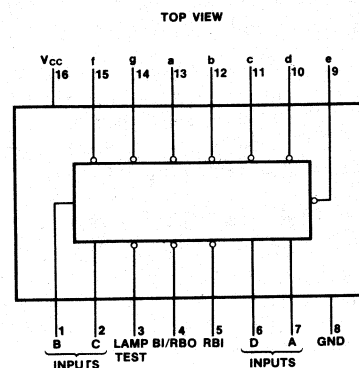 TOP VIEW
VCC f g a b c d e
16 15 14 13 12 11 10 9
1 2 3 4 5 6 7 8
B C LAMP BI/RBO RBI D A GND
TEST
INPUTS INPUTS